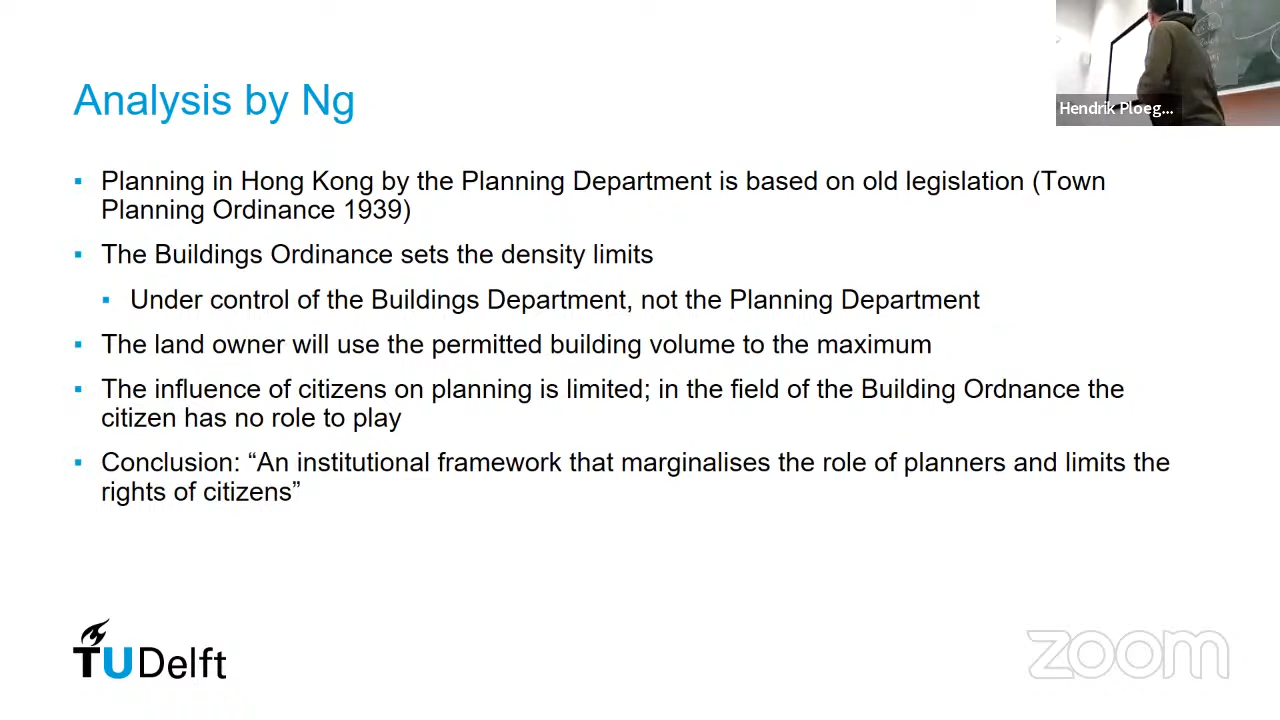 Analysis by Ng
Hendrik Ploeg...
▪ Planning in Hong Kong by the Planning Department is based on old legislation (Town
Planning Ordinance 1939)
▪ The Buildings Ordinance sets the density limits
▪ Under control of the Buildings Department, not the Planning Department
▪ The land owner will use the permitted building volume to the maximum
▪ The influence of citizens on planning is limited; in the field of the Building Ordnance the
citizen has no role to play
▪ Conclusion: “An institutional framework that marginalises the role of planners and limits the
rights of citizens”
TU Delft
zoom